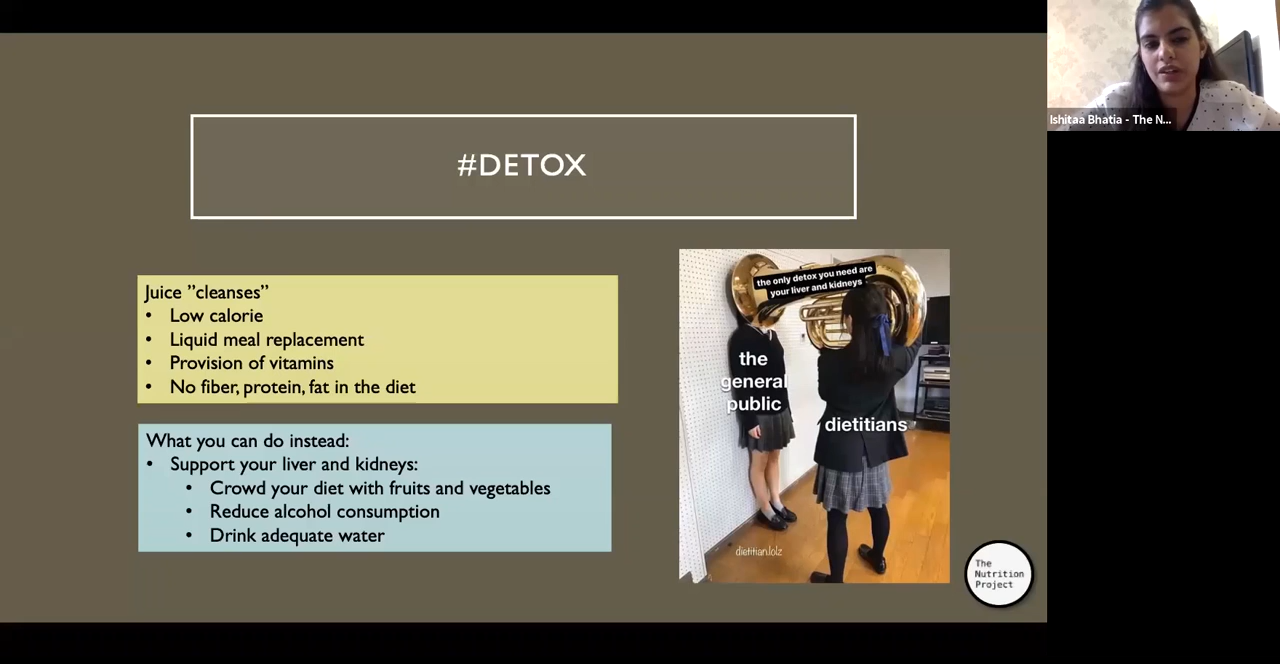 #DETOX
Juice ”cleanses”
• Low calorie
• Liquid meal replacement
• Provision of vitamins
• No fiber, protein, fat in the diet
What you can do instead:
• Support your liver and kidneys:
• Crowd your diet with fruits and vegetables
• Reduce alcohol consumption
• Drink adequate water
the only detox you need are
your liver and kidneys
the
general
public
dietitians
dietitian.lolz
The
Nutrition
Project
Ishitaa Bhatia - The N...